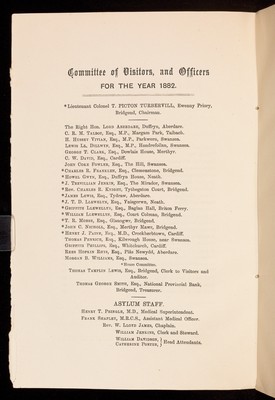 Committee of Visitors, and Officers
FOR THE YEAR 1882.
*Lieutenant Colonel T. PICTON TURBERVILL, Ewenny Priory,
Bridgend, Chairman.
The Right Hon. LORD ABERDARE, Duffryn, Aberdare.
C. R. M. TALBOT, Esq., M.P., Margam Park, Taibach.
H. HUSSEY VIVIAN, Esq., M.P., Parkwern, Swansea.
LEWIS LL. DILLWYN, Esq., M.P., Hendrefoilan, Swansea.
GEORGE T. CLARK, Esq., Dowlais House, Merthyr.
C. W. DAVID, Esq., Cardiff.
JOHN COKE FOWLER, Esq., The Hill, Swansea.
*CHARLES R. FRANKLEN, Esq., Clemenstone, Bridgend.
*HOWEL GWYN, Esq., Duffryn House, Neath.
*J. TREVILLIAN JENKIN, Esq., The Mirador, Swansea.
*Rev. CHARLES R. KNIGHT, Tythegston Court, Bridgend.
*JAMES LEWIS, Esq., Tydraw, Aberdare.
*J. T. D. LLEWELYN, Esq., Ynisgerwn, Neath.
*GRIFFITH LLEWELLYN, Esq., Baglan Hall, Briton Ferry.
*WILLIAM LLEWELLYN, Esq., Court Colman, Bridgend.
*T. R. MORSE, Esq., Glanogwr, Bridgend.
*JOHN C. NICHOLL, Esq., Merthyr Mawr, Bridgend.
*HENRY J. PAINE, Esq., M.D., Crockherbtown, Cardiff.
THOMAS PENRICE, Esq., Kilvrough House, near Swansea.
GEORGE PHILLIPS, Esq., Whitchurch, Cardiff.
REES HOPKIN RHYS, Esq., Plas Newydd, Aberdare.
MORGAN B. WILLIAMS, Esq., Swansea.
*House Committee.
THOMAS TAMPLIN LEWIS, Esq., Bridgend, Clerk to Visitors and
Auditor.
THOMAS GEORGE SMITH, Esq., National Provincial Bank,
Bridgend, Treasurer.
ASYLUM STAFF.
HENRY T. PRINGLE, M.D., Medical Superintendent.
FRANK SHAPLEY, M.R.C.S., Assistant Medical Officer.
Rev. W. LLOYD JAMES, Chaplain.
WILLIAM JENKINS, Clerk and Steward.
WILLIAM DAVIDSON,
CATHERINE PORTER, } Head Attendants.